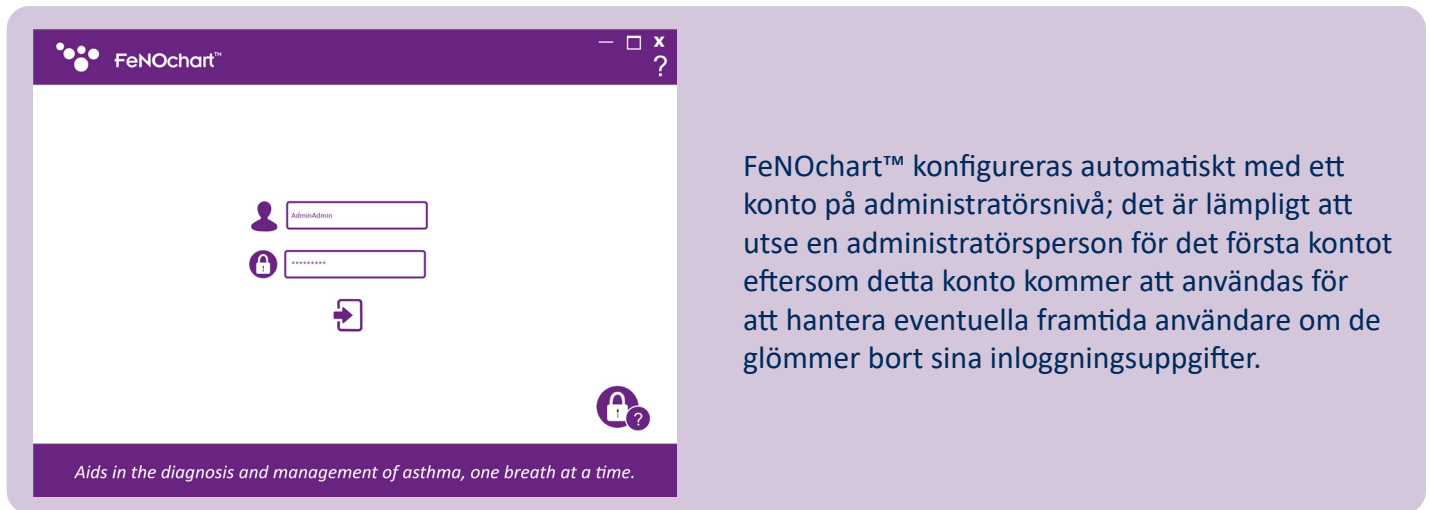 FeNOchart™
x
?
AdminAdmin
*********
?
Aids in the diagnosis and management of asthma, one breath at a time.
FeNOchart™ konfigureras automatiskt med ett
konto på administratörsnivå; det är lämpligt att
utse en administratörsperson för det första kontot
eftersom detta konto kommer att användas för
att hantera eventuella framtida användare om de
glömmer bort sina inloggningsuppgifter.